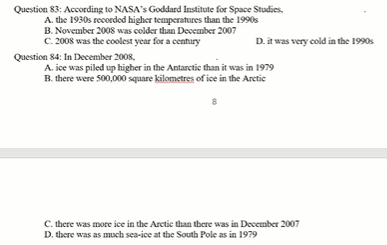 Question 83: According to NASA's Goddard Institute for Space Studies,
A. the 1930s recorded higher temperatures than the 1990s
B. November 2008 was colder than December 2007
C. 2008 was the coolest year for a century D. it was very cold in the 1990s
Question 84: In December 2008,
A. ice was piled up higher in the Antarctic than it was in 1979
B. there were 500,000 square kilometres of ice in the Arctic
8
C. there was more ice in the Arctic than there was in December 2007
D. there was as much sea-ice at the South Pole as in 1979